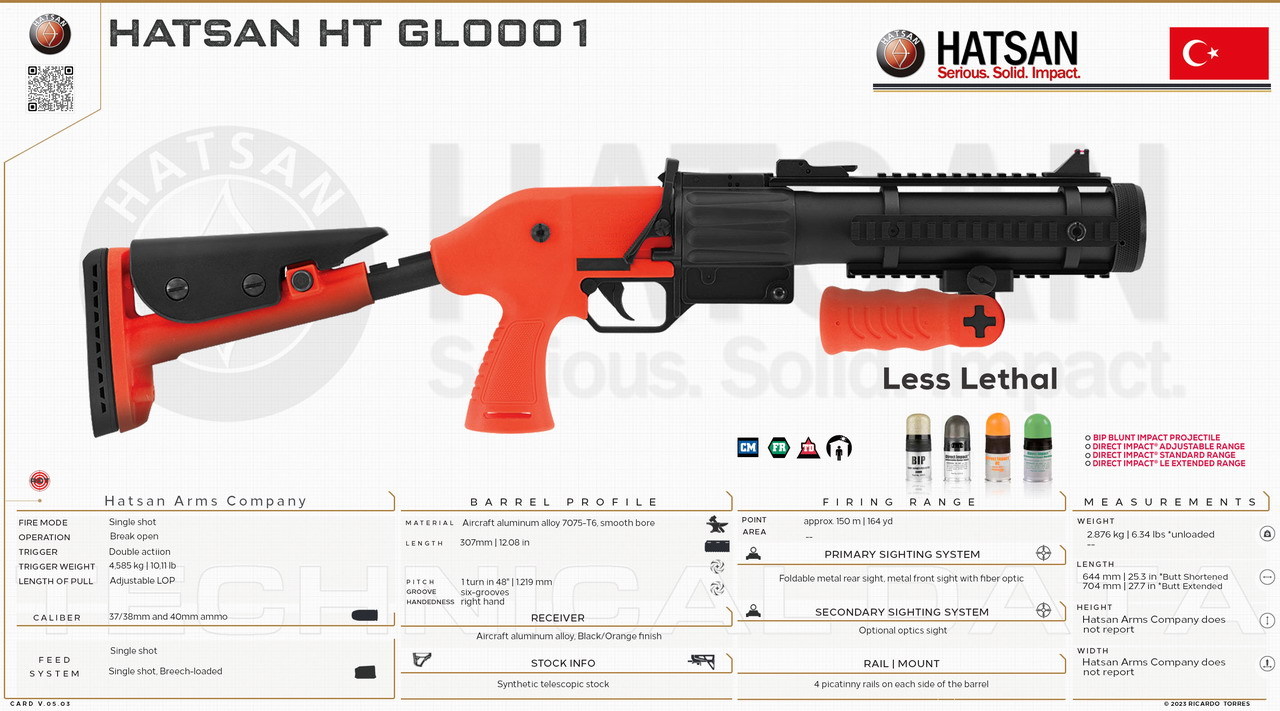 HATSAN HT GL0001
HATSAN
HATSAN
HATSAN
Serious. Solid. Impact.
HATSAN
HATSAN
Serious. Solid. Impact.
Less Lethal
CM
FR
TD
BIP
○ BIP BLUNT IMPACT PROJECTILE
○ DIRECT IMPACT® ADJUSTABLE RANGE
○ DIRECT IMPACT® STANDARD RANGE
○ DIRECT IMPACT® LE EXTENDED RANGE
Hatsan Arms Company
FIRE MODE Single shot
OPERATION Break open
TRIGGER Double actiion
TRIGGER WEIGHT 4,585 kg | 10.11 lb
LENGTH OF PULL Adjustable LOP
CALIBER 37/38mm and 40mm ammo
FEED SYSTEM
Single shot
Single shot, Breech-loaded
BARREL PROFILE
MATERIAL Aircraft aluminum alloy 7075-T6, smooth bore
LENGTH 307mm | 12.08 in
PITCH 1 turn in 48" | 1.219 mm
GROOVE six-grooves
HANDEDNESS right hand
RECEIVER
Aircraft aluminum alloy, Black/Orange finish
STOCK INFO
Synthetic telescopic stock
FIRING RANGE
POINT approx. 150 m | 164 yd
AREA --
PRIMARY SIGHTING SYSTEM
Foldable metal rear sight, metal front sight with fiber optic
SECONDARY SIGHTING SYSTEM
Optional optics sight
RAIL | MOUNT
4 picatinny rails on each side of the barrel
MEASUREMENTS
WEIGHT
2.876 kg | 6.34 lbs *unloaded
--
LENGTH
644 mm | 25.3 in *Butt Shortened
704 mm | 27.7 in *Butt Extended
HEIGHT
Hatsan Arms Company does
not report
WIDTH
Hatsan Arms Company does
not report
TECHNICAL DATA
CARD V.05.03
© 2023 RICARDO TORRES